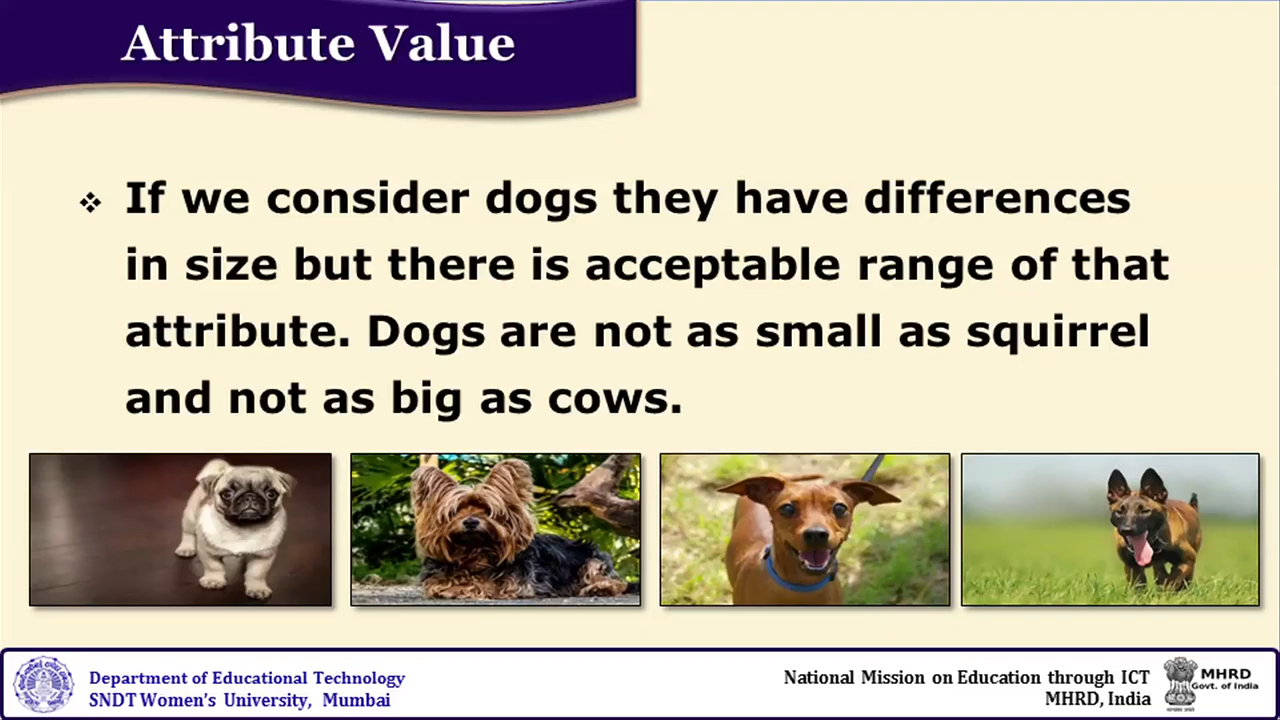 Attribute Value
❖ If we consider dogs they have differences
in size but there is acceptable range of that
attribute. Dogs are not as small as squirrel
and not as big as cows.
Department of Educational Technology
SNDT Women's University, Mumbai
National Mission on Education through ICT
MHRD, India
MHRD
Govt. of India